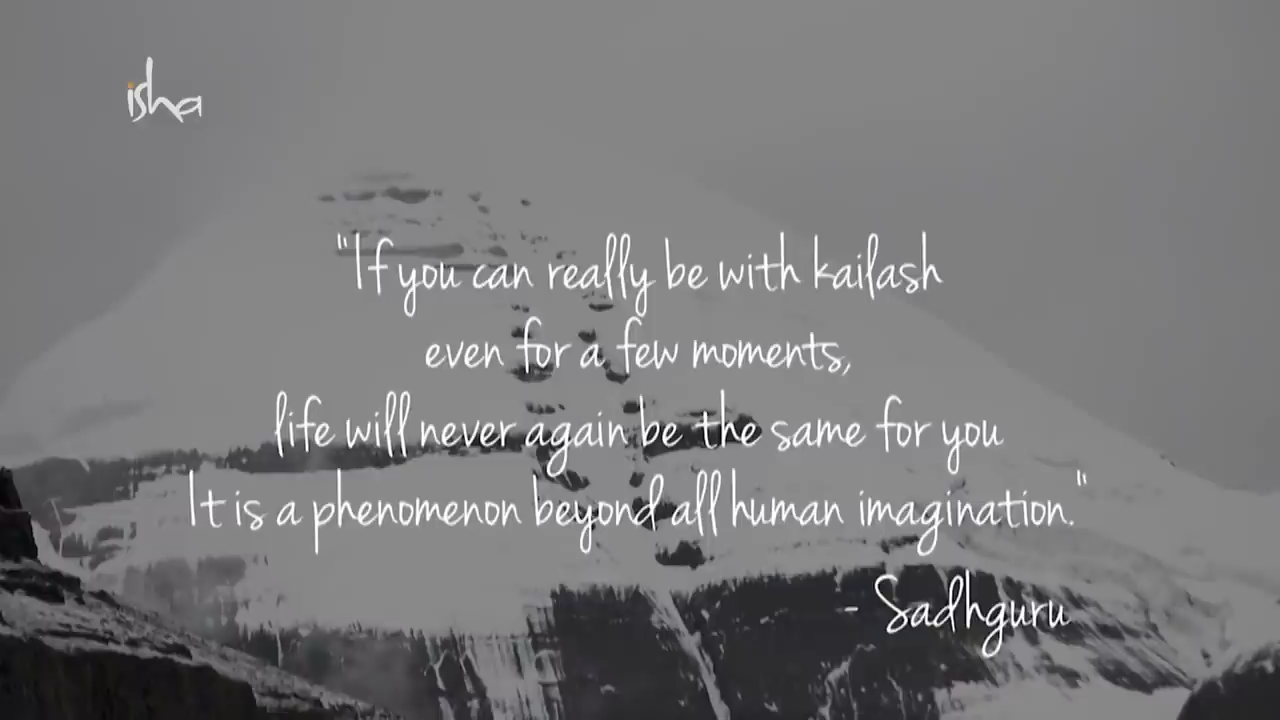 isha
"If you can really be with kailash
even for a few moments,
life will never again be the same for you
It is a phenomenon beyond all human imagination."
- Sadhguru